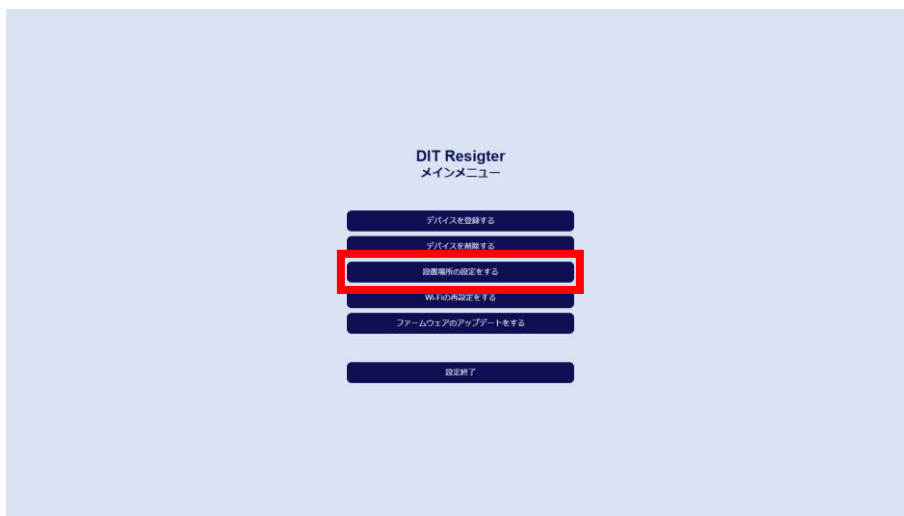 DIT Resigter
メインメニュー
デバイスを登録する
デバイスを削除する
設置場所の設定をする
Wi-Fiの再設定をする
ファームウェアのアップデートをする
設定終了